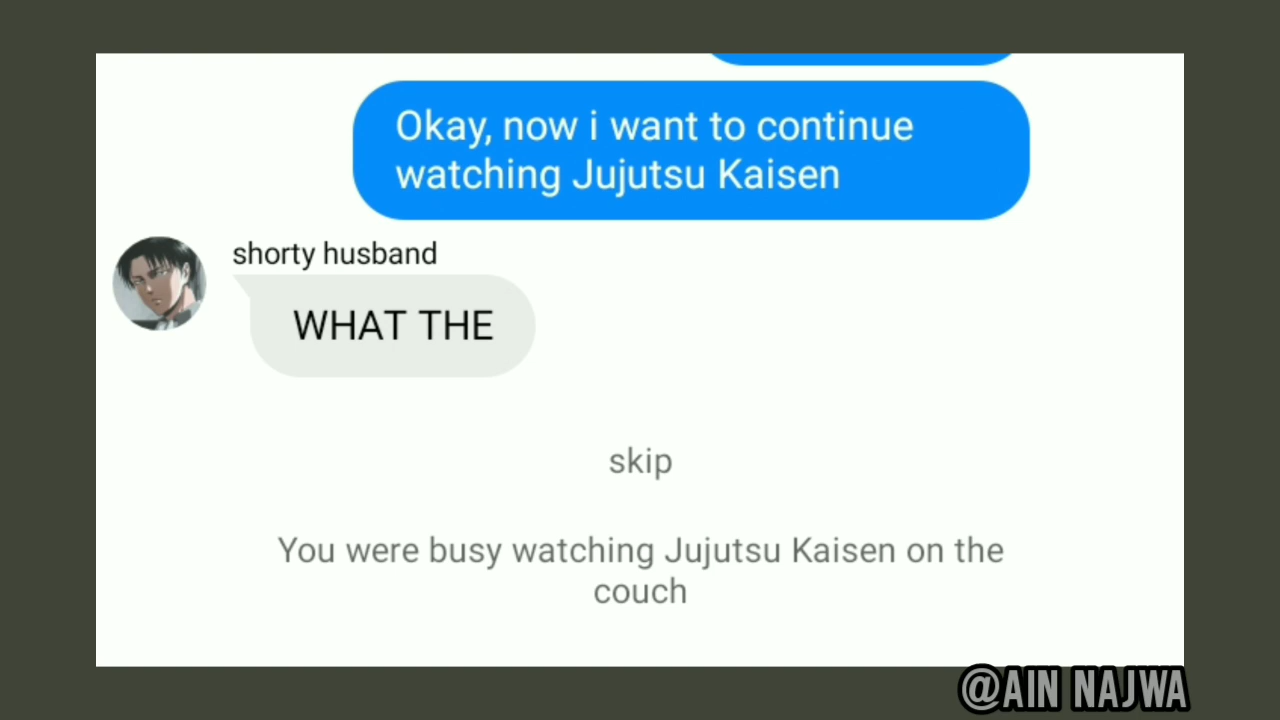 Okay, now i want to continue
watching Jujutsu Kaisen
shorty husband
WHAT THE
skip
You were busy watching Jujutsu Kaisen on the
couch
@AIN NAJWA